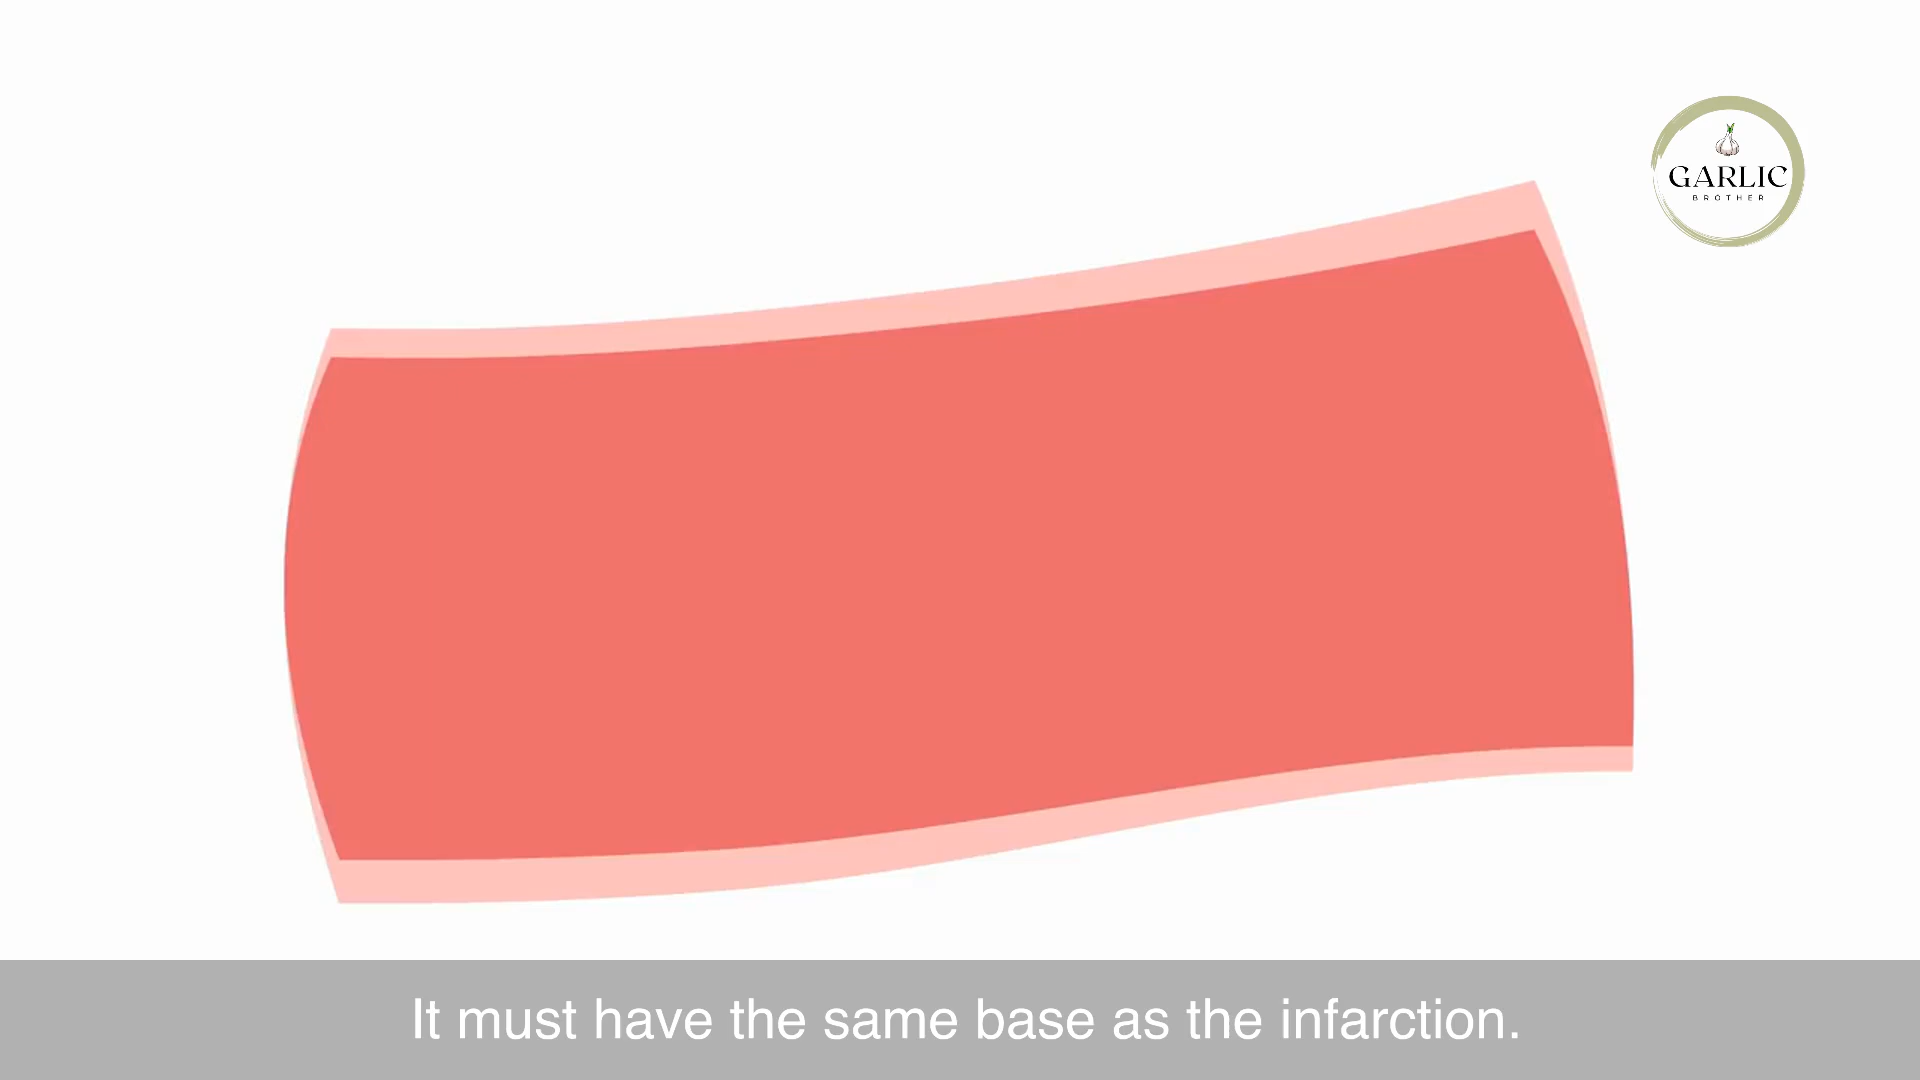 GARLIC
BROTHER
It must have the same base as the infarction.